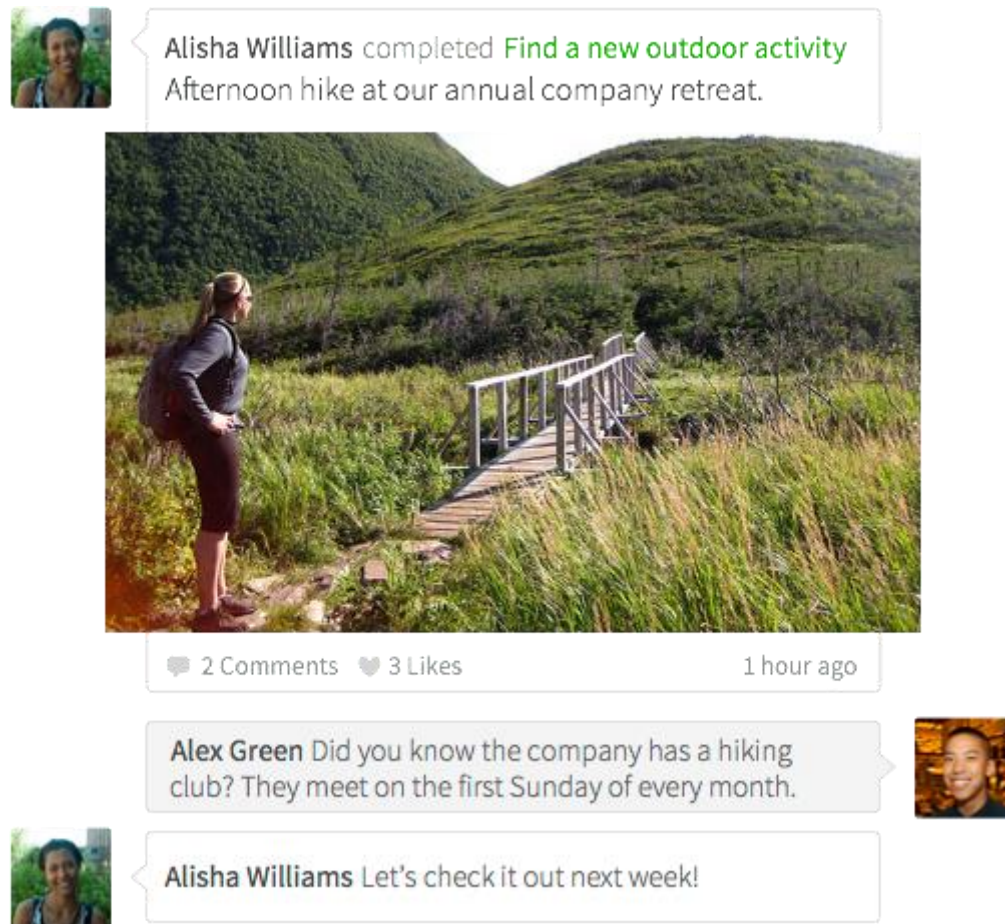 Alisha Williams completed Find a new outdoor activity
Afternoon hike at our annual company retreat.
2 Comments 3 Likes 1 hour ago
Alex Green Did you know the company has a hiking
club? They meet on the first Sunday of every month.
Alisha Williams Let's check it out next week!